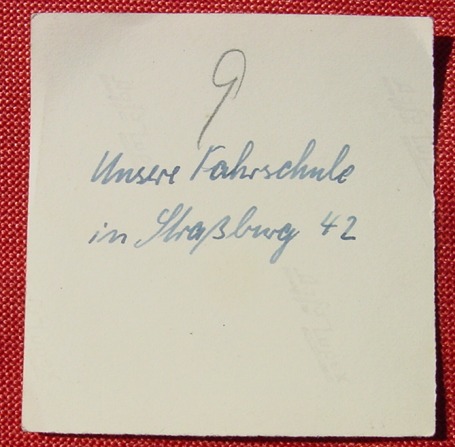 9
Unsere Fahrschule
in Straßburg 42